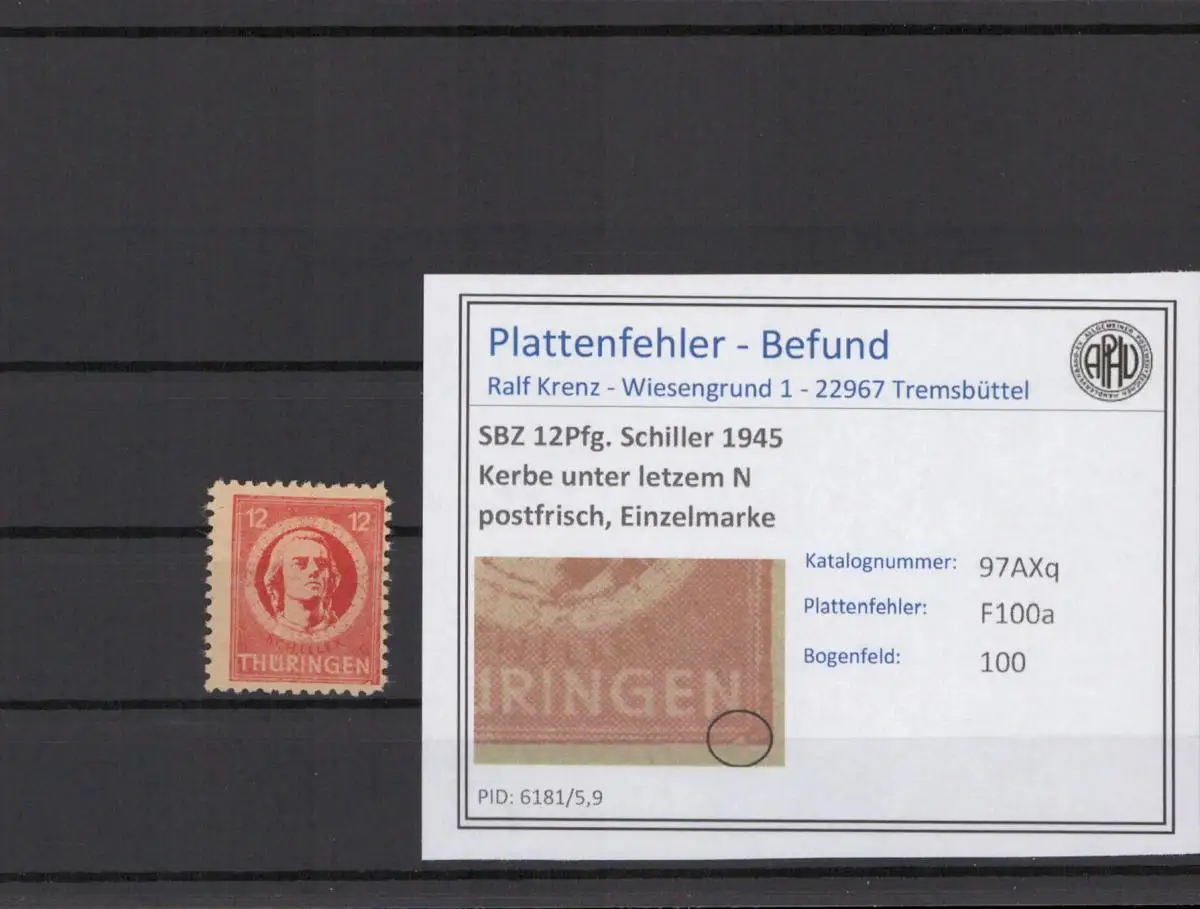 12 12
SCHILLER
THÜRINGEN
Plattenfehler - Befund
Ralf Krenz - Wiesengrund 1 - 22967 Tremsbüttel
APHV
SBZ 12Pfg. Schiller 1945
Kerbe unter letzem N
postfrisch, Einzelmarke
Katalognummer: 97AXq
Plattenfehler: F100a
Bogenfeld: 100
ÜRINGEN
PID: 6181/5,9